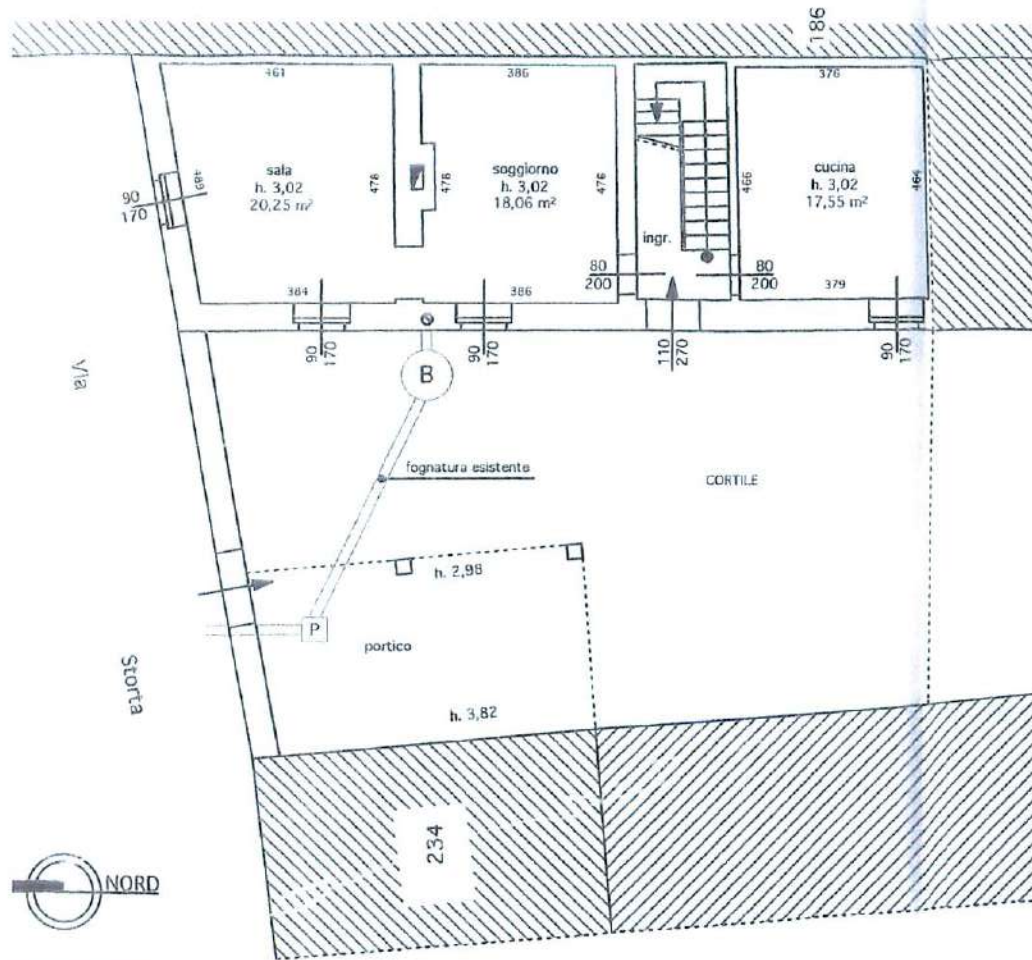 186
461
386
376
sala
h. 3,02
20,25 m²
489
478
478
soggiorno
h. 3,02
18,06 m²
476
466
cucina
h. 3,02
17,55 m²
464
90
170
ingr.
80
200
80
200
384
386
379
90
170
90
170
110
270
90
170
B
Via
fognatura esistente
CORTILE
h. 2,98
P
portico
Storta
h. 3,82
234
NORD